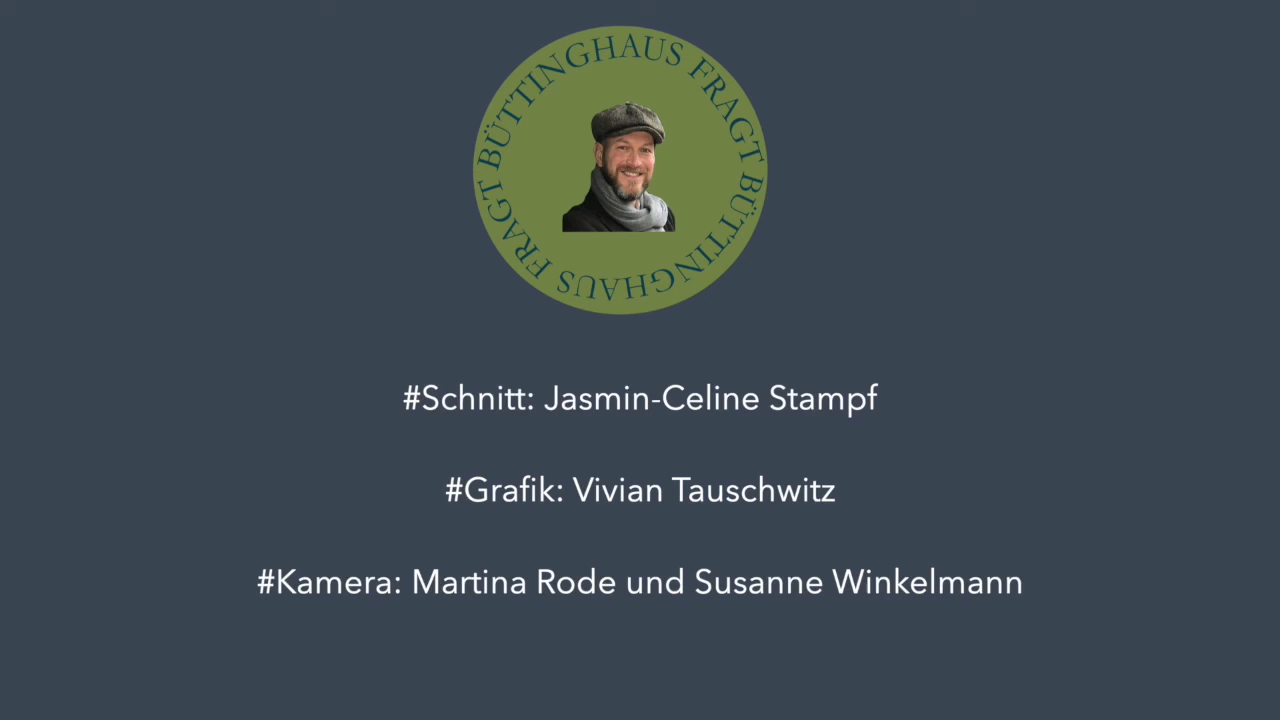 BÜTTINGHAUS FRAGT BÜTTINGHAUS FRAGT
#Schnitt: Jasmin-Celine Stampf
#Grafik: Vivian Tauschwitz
#Kamera: Martina Rode und Susanne Winkelmann